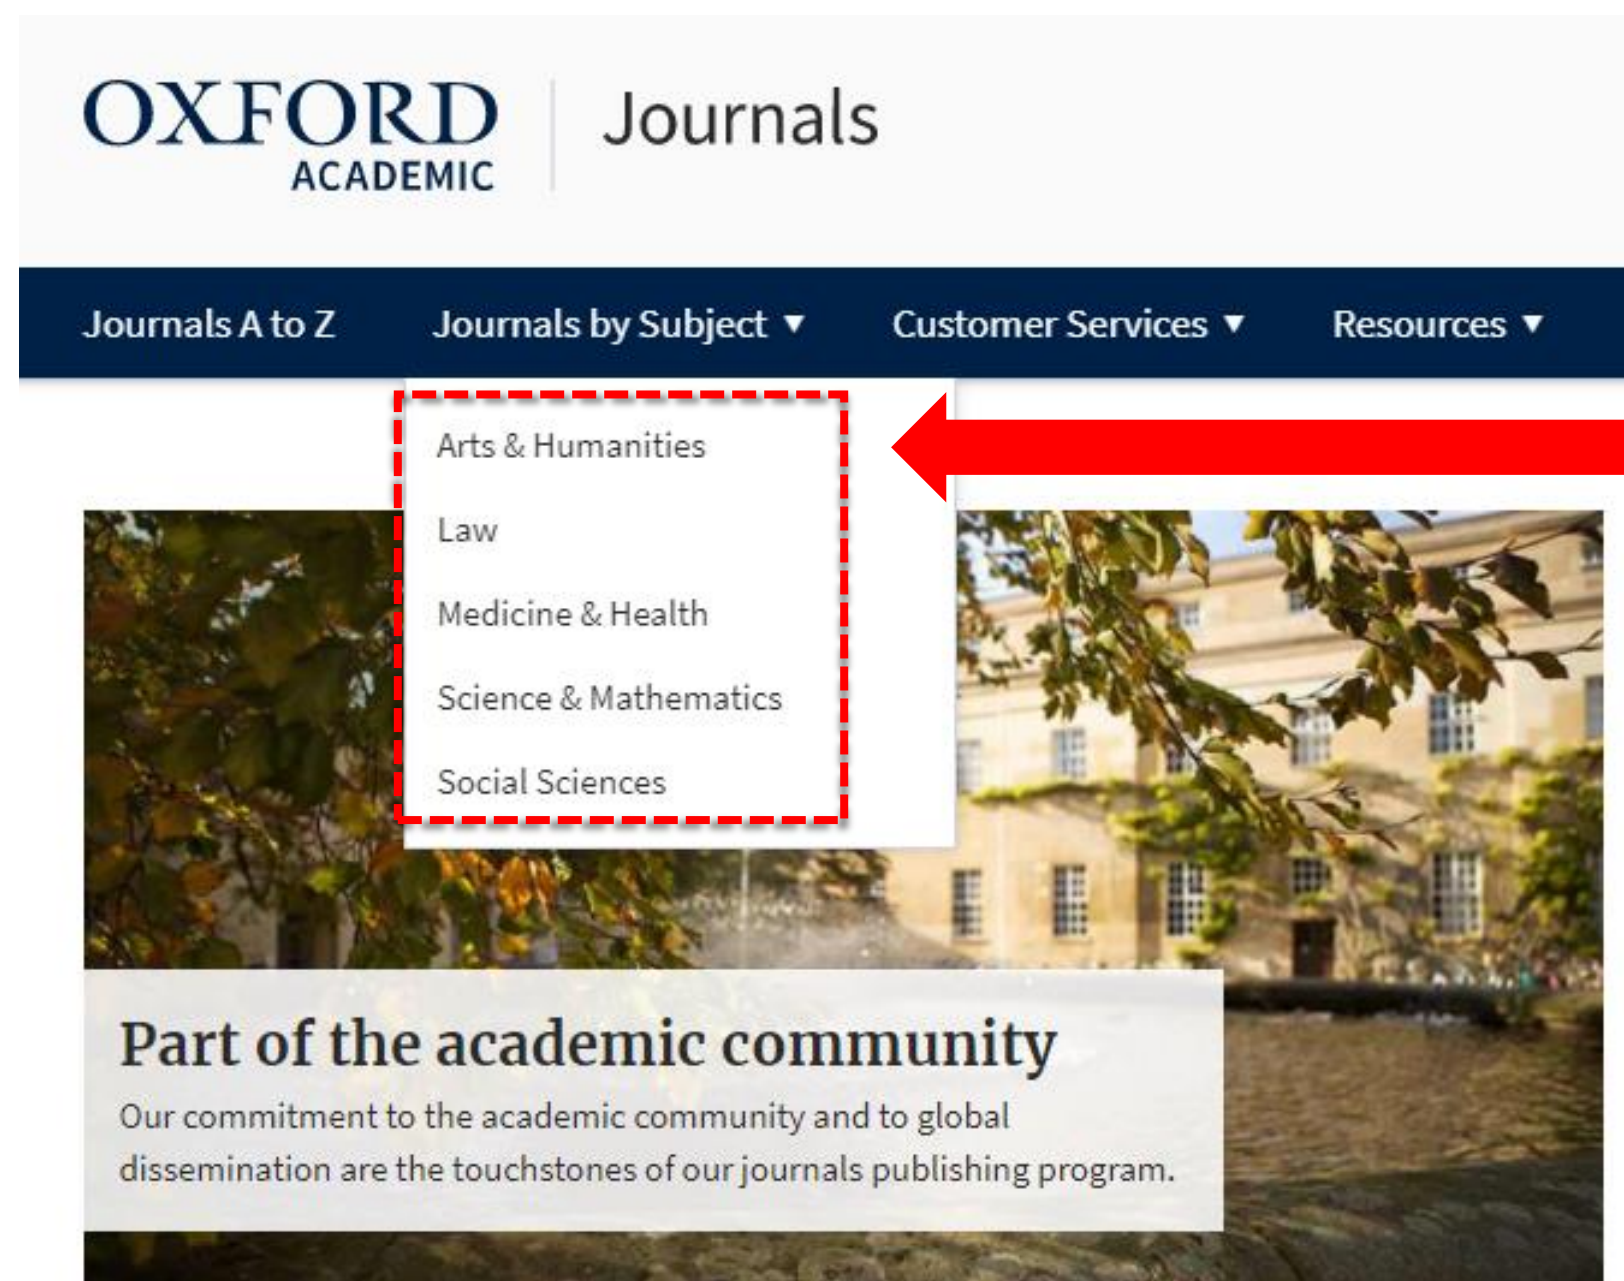 OXFORD
ACADEMIC
Journals
Journals A to Z
Journals by Subject ▼
Customer Services ▼
Resources ▼
Arts & Humanities
Law
Medicine & Health
Science & Mathematics
Social Sciences
Part of the academic community
Our commitment to the academic community and to global
dissemination are the touchstones of our journals publishing program.